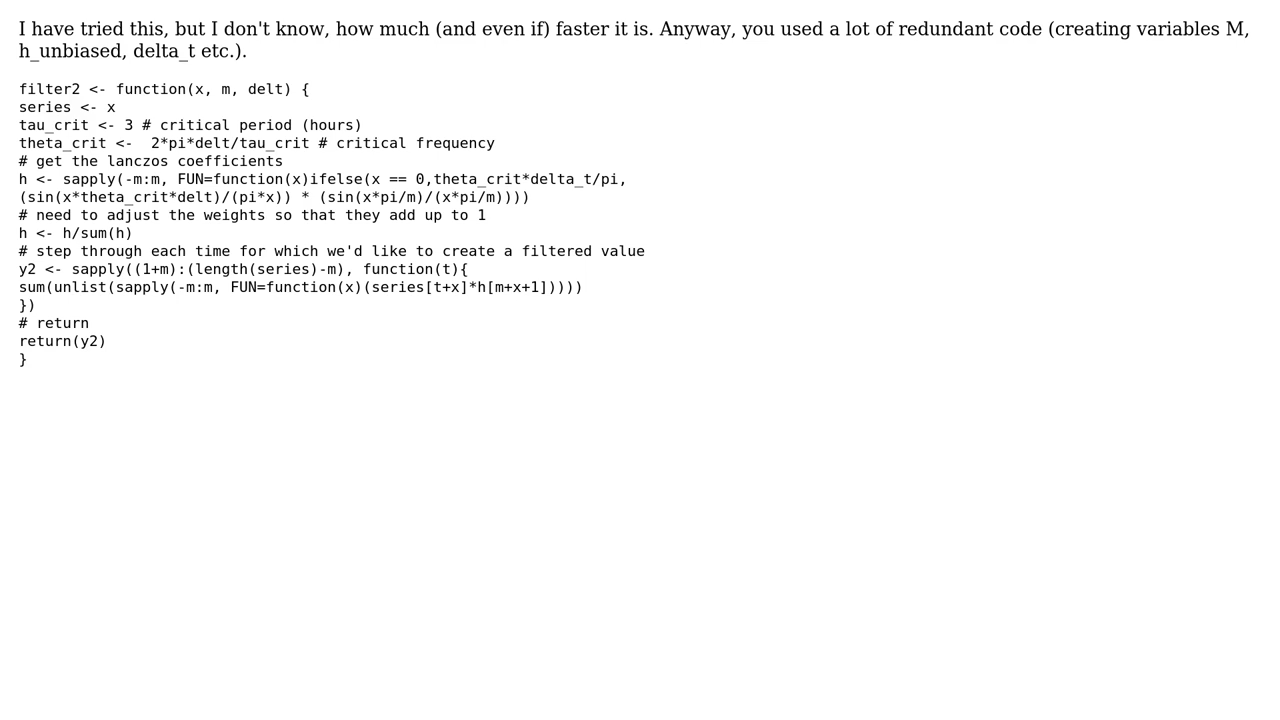 I have tried this, but I don't know, how much (and even if) faster it is. Anyway, you used a lot of redundant code (creating variables M,
h_unbiased, delta_t etc.).
filter2 <- function(x, m, delt) {
series <- x
tau_crit <- 3 # critical period (hours)
theta_crit <-  2*pi*delt/tau_crit # critical frequency
# get the lanczos coefficients
h <- sapply(-m:m, FUN=function(x)ifelse(x == 0,theta_crit*delta_t/pi,
(sin(x*theta_crit*delt)/(pi*x)) * (sin(x*pi/m)/(x*pi/m))))
# need to adjust the weights so that they add up to 1
h <- h/sum(h)
# step through each time for which we'd like to create a filtered value
y2 <- sapply((1+m):(length(series)-m), function(t){
sum(unlist(sapply(-m:m, FUN=function(x)(series[t+x]*h[m+x+1]))))
})
# return
return(y2)
}